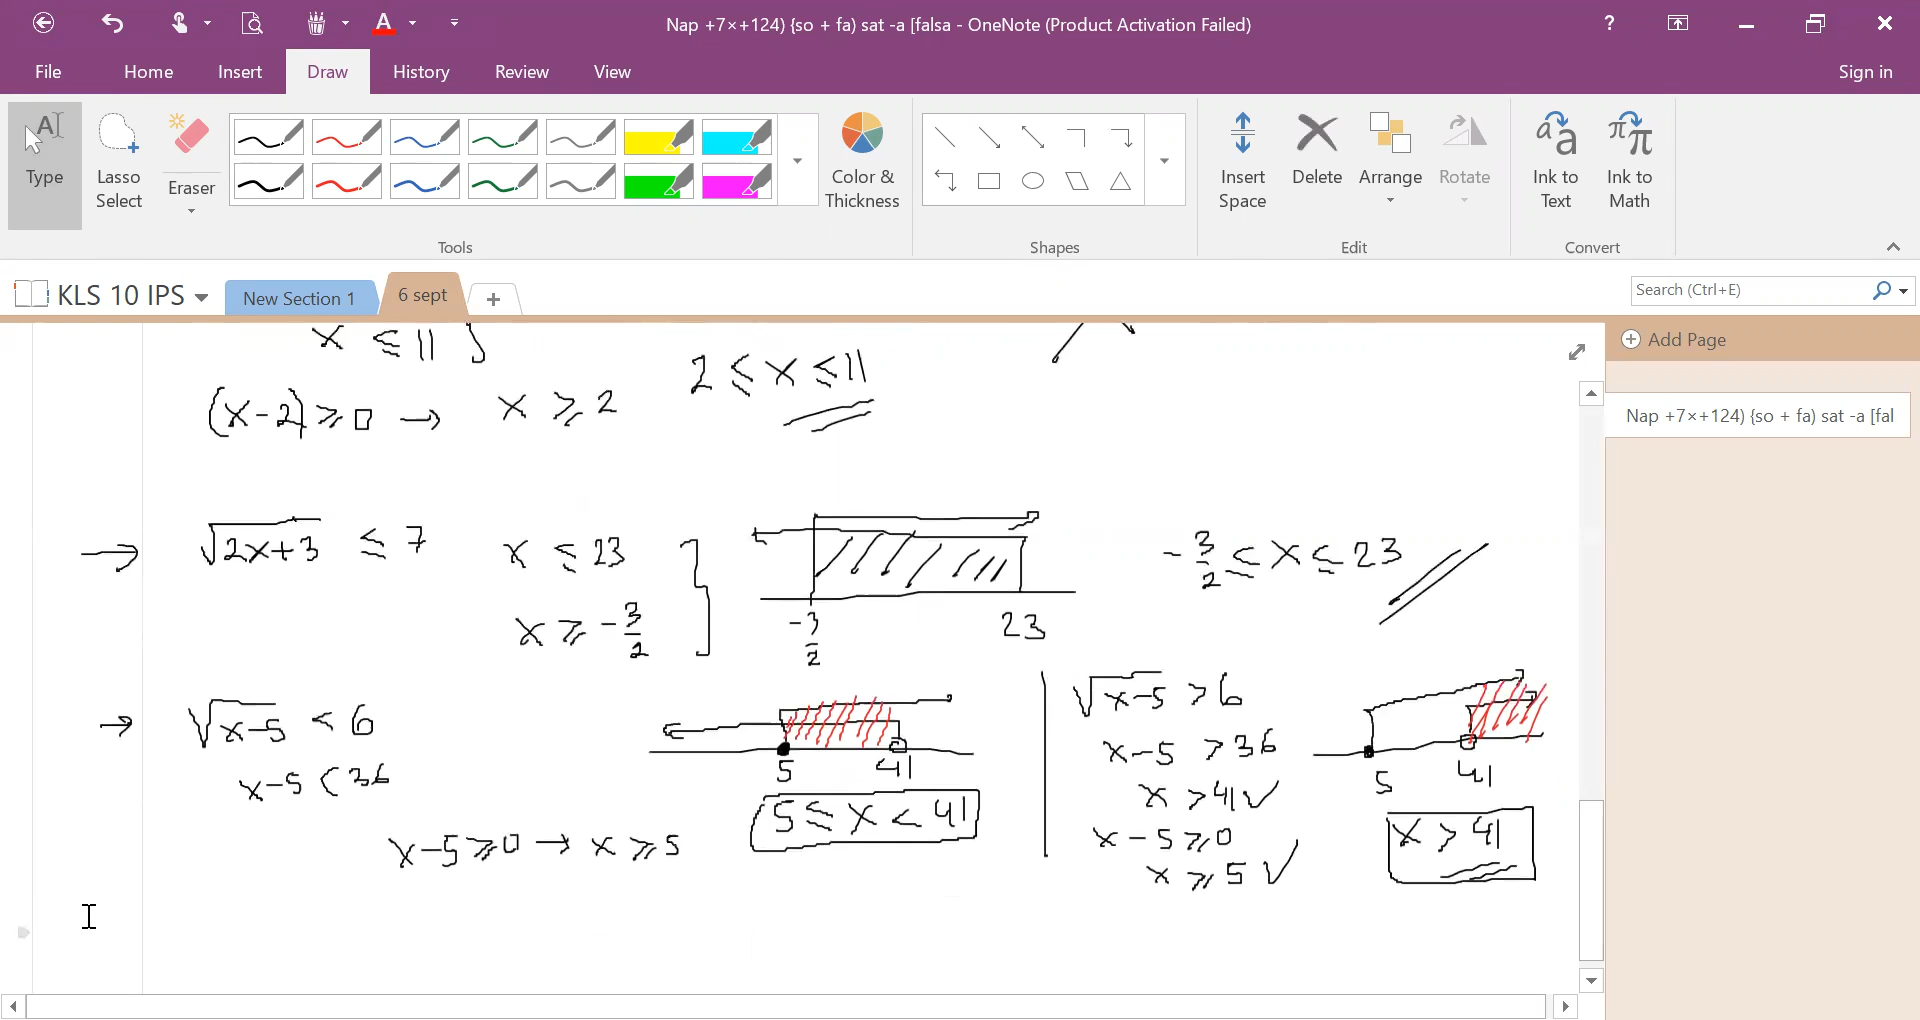 Nap +7×+124) {so + fa) sat -a [falsa - OneNote (Product Activation Failed)
?
File Home Insert Draw History Review View Sign in
Type
Lasso Select
Eraser
Color & Thickness
Insert Space
Delete
Arrange
Rotate
Ink to Text
Ink to Math
Tools Shapes Edit Convert
KLS 10 IPS
New Section 1
6 sept
Search (Ctrl+E)
Add Page
Nap +7×+124) {so + fa) sat -a [fal
x ≤ 11
2 ≤ x ≤ 11
(x-2) ≥ 0 → x ≥ 2
→ √2x+3 ≤ 7
x ≤ 23
x ≥ -3/2
-3/2 23
-3/2 ≤ x ≤ 23
→ √x-5 < 6
x-5 < 36
x-5 ≥ 0 → x ≥ 5
5 41
5 ≤ x < 41
√x-5 > 6
x-5 > 36
x > 41 ✓
x-5 ≥ 0
x ≥ 5 ✓
5 41
x > 41